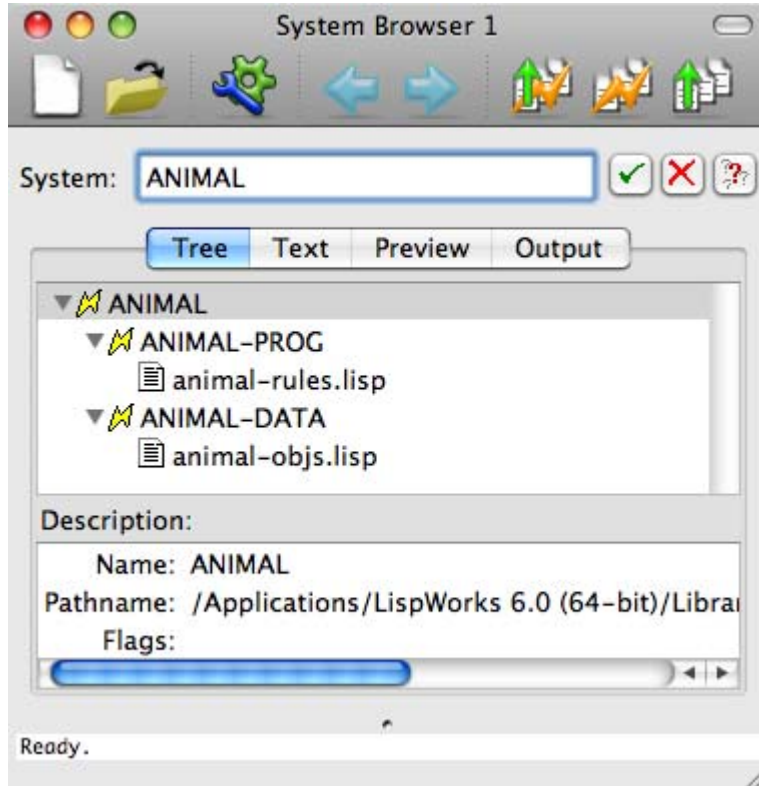 System Browser 1
System: ANIMAL
Tree Text Preview Output
ANIMAL
ANIMAL-PROG
animal-rules.lisp
ANIMAL-DATA
animal-objs.lisp
Description:
Name: ANIMAL
Pathname: /Applications/LispWorks 6.0 (64-bit)/Librar
Flags:
Ready.